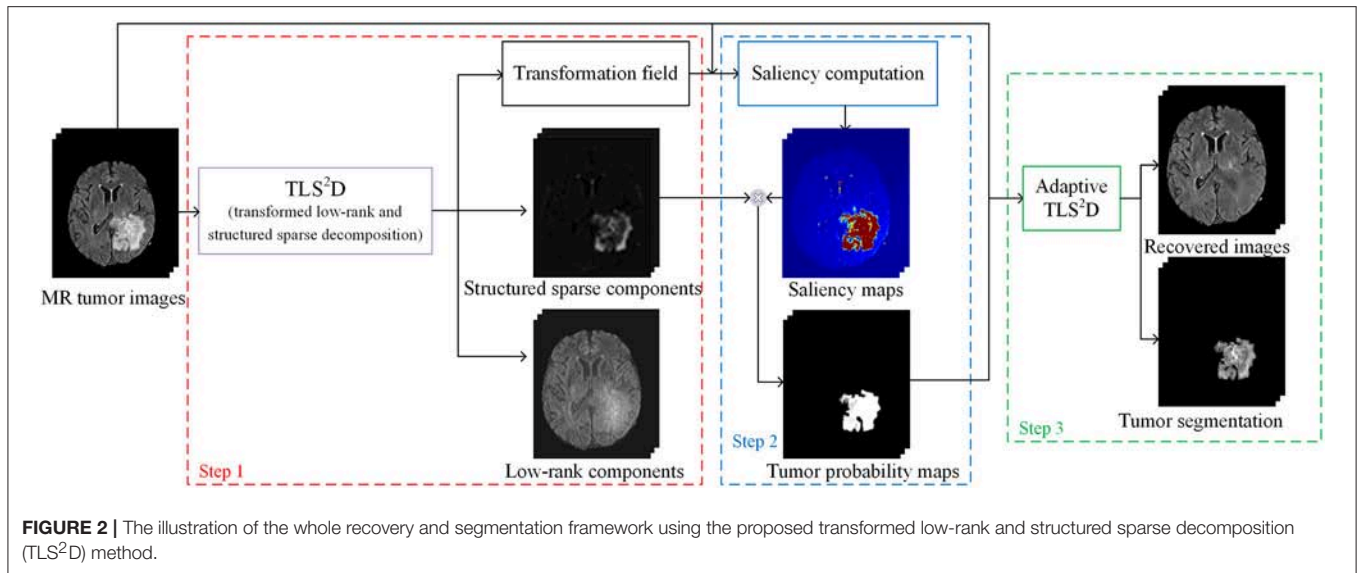 Transformation field
Saliency computation
TLS²D
(transformed low-rank and
structured sparse decomposition)
Adaptive
TLS²D
MR tumor images
Structured sparse components
Saliency maps
Recovered images
Step 1
Low-rank components
Step 2
Tumor probability maps
Tumor segmentation
Step 3
FIGURE 2 | The illustration of the whole recovery and segmentation framework using the proposed transformed low-rank and structured sparse decomposition
(TLS²D) method.